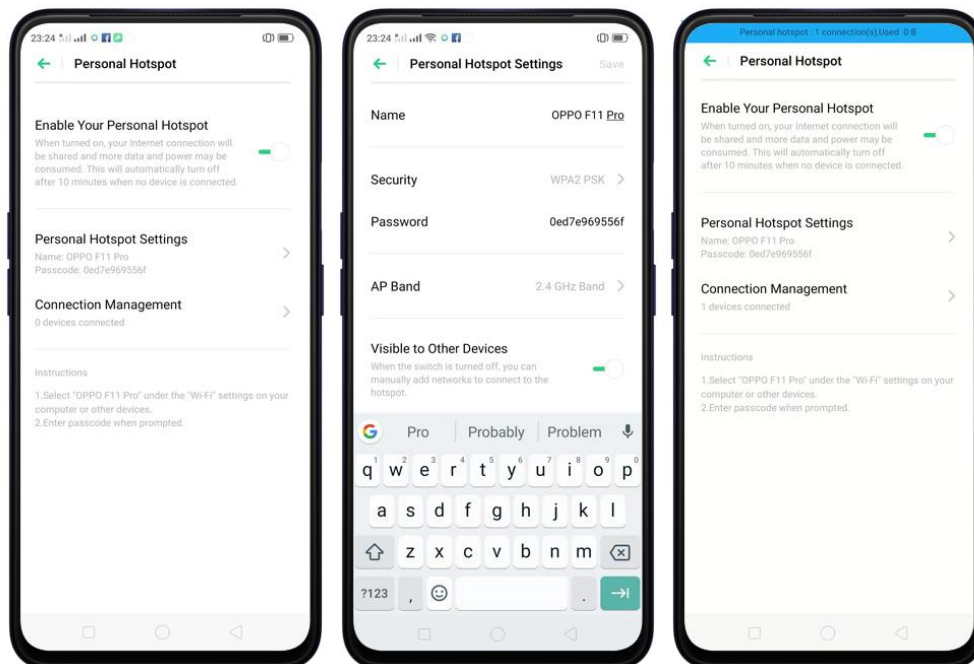 23:24
Personal Hotspot
Enable Your Personal Hotspot
When turned on, your Internet connection will
be shared and more data and power may be
consumed. This will automatically turn off
after 10 minutes when no device is connected.
Personal Hotspot Settings
Name: OPPO F11 Pro
Passcode: 0ed7e969556f
Connection Management
0 devices connected
Instructions
1.Select "OPPO F11 Pro" under the "Wi-Fi" settings on your
computer or other devices.
2.Enter passcode when prompted.
23:24
Personal Hotspot Settings
Save
Name
OPPO F11 Pro
Security
WPA2 PSK
Password
0ed7e969556f
AP Band
2.4 GHz Band
Visible to Other Devices
When the switch is turned off, you can
manually add networks to connect to the
hotspot.
G Pro Probably Problem
q1 w2 e3 r4 t5 y6 u7 i8 o9 p0
a s d f g h j k l
z x c v b n m
?123 , .
Personal hotspot : 1 connection(s),Used 0 B
Personal Hotspot
Enable Your Personal Hotspot
When turned on, your Internet connection will
be shared and more data and power may be
consumed. This will automatically turn off
after 10 minutes when no device is connected.
Personal Hotspot Settings
Name: OPPO F11 Pro
Passcode: 0ed7e969556f
Connection Management
1 devices connected
Instructions
1.Select "OPPO F11 Pro" under the "Wi-Fi" settings on your
computer or other devices.
2.Enter passcode when prompted.